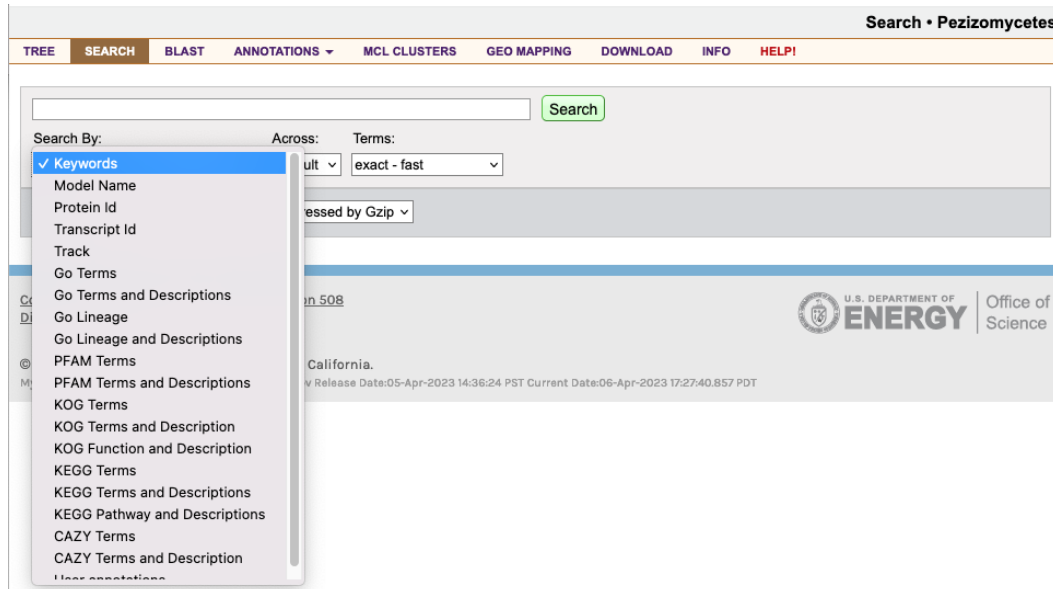 Search • Pezizomycetes
TREE SEARCH BLAST ANNOTATIONS MCL CLUSTERS GEO MAPPING DOWNLOAD INFO HELP!
Search
Search By: Across: Terms:
✓ Keywords ult exact - fast
Model Name
Protein Id ressed by Gzip
Transcript Id
Track
Go Terms
Go Terms and Descriptions on 508
U.S. DEPARTMENT OF
ENERGY
Office of
Science
Go Lineage
Go Lineage and Descriptions
PFAM Terms © California.
PFAM Terms and Descriptions v Release Date:05-Apr-2023 14:36:24 PST Current Date:06-Apr-2023 17:27:40.857 PDT
KOG Terms
KOG Terms and Description
KOG Function and Description
KEGG Terms
KEGG Terms and Descriptions
KEGG Pathway and Descriptions
CAZY Terms
CAZY Terms and Description
User annotations